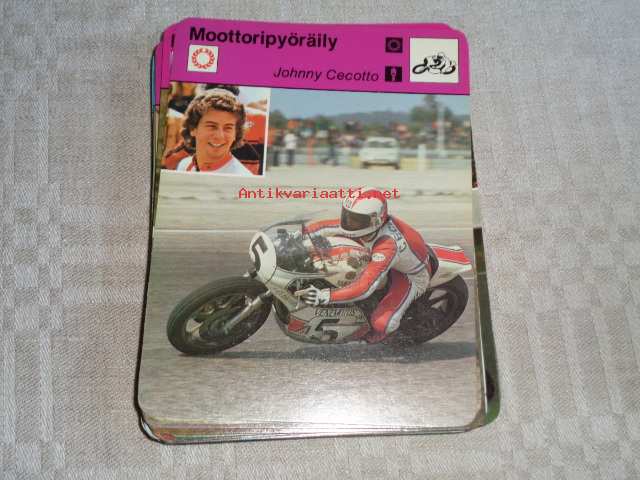 Moottoripyöräily
Johnny Cecotto
Antikvariaatti.net
5
5